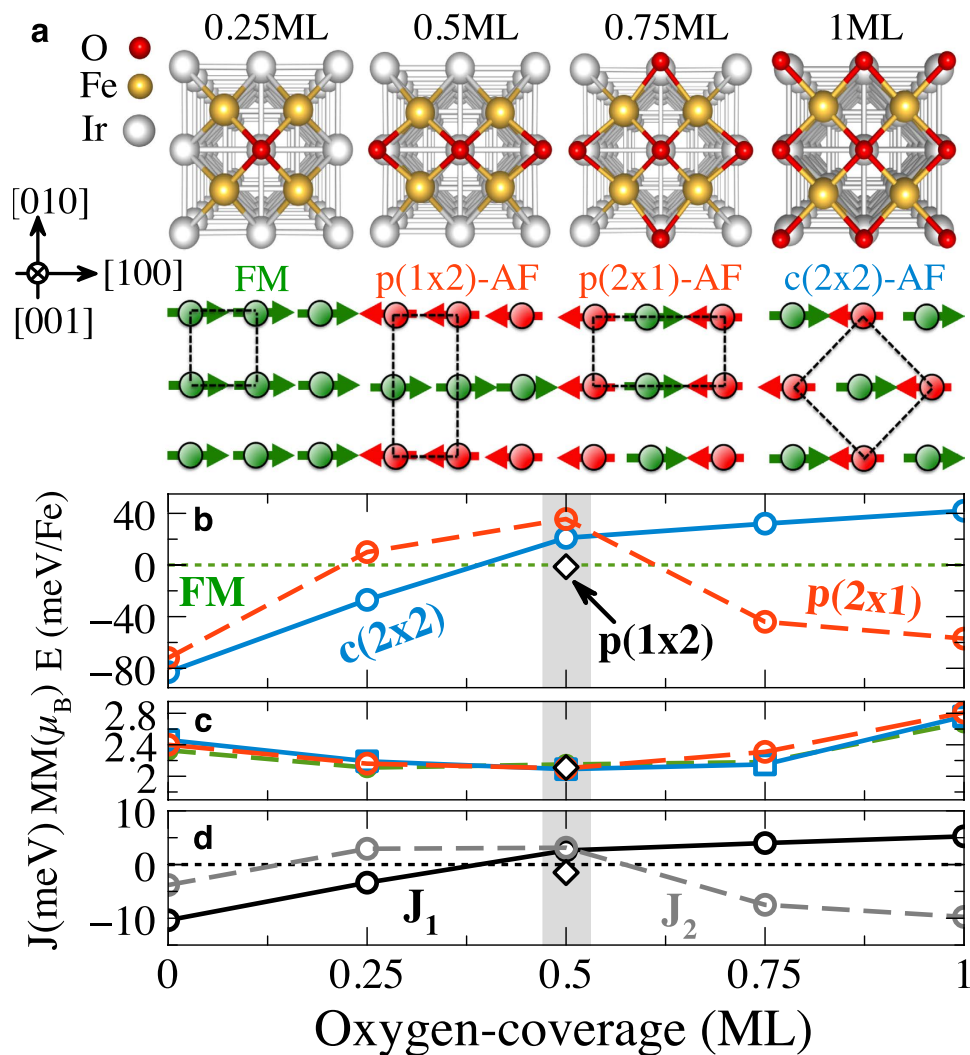 a
0.25ML 0.5ML 0.75ML 1ML
O
Fe
Ir
[010]
[100]
[001]
FM p(1x2)-AF p(2x1)-AF c(2x2)-AF
b
E (meV/Fe)
40
0
−40
−80
FM
c(2x2)
p(1x2)
p(2x1)
c
MM(μB)
2.8
2.4
2
d
J(meV)
10
0
−10
J1
J2
0 0.25 0.5 0.75 1
Oxygen-coverage (ML)